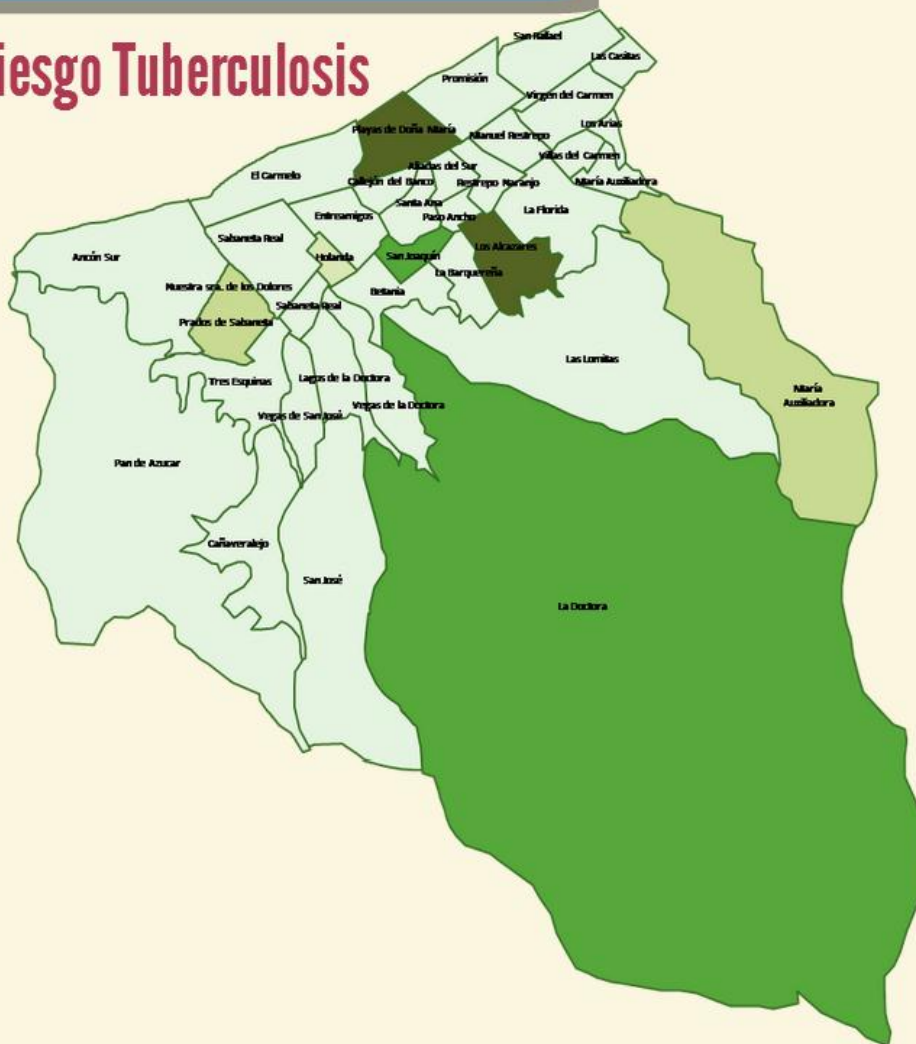 iesgo Tuberculosis
San Rafael
Las Casitas
Promisión
Virgen del Carmen
Los Arias
Playas de Doña María
Manuel Restrepo
Villas del Carmen
Aliadas del Sur
El Carmelo
Callejón del Banco
Restrepo Naranjo
María Auxiliadora
Santa Ana
La Florida
Entreamigos
Paso Ancho
Sabaneta Real
Los Alcázares
Ancón Sur
Holanda
San Joaquín
La Barquereña
Nuestra sra. de los Dolores
Betania
Sabaneta Real
Prados de Sabaneta
Las Lomitas
Tres Esquinas
Lagos de la Doctora
María
Auxiliadora
Vegas de la Doctora
Vegas de San José
Pan de Azucar
Cañaveralejo
San José
La Doctora